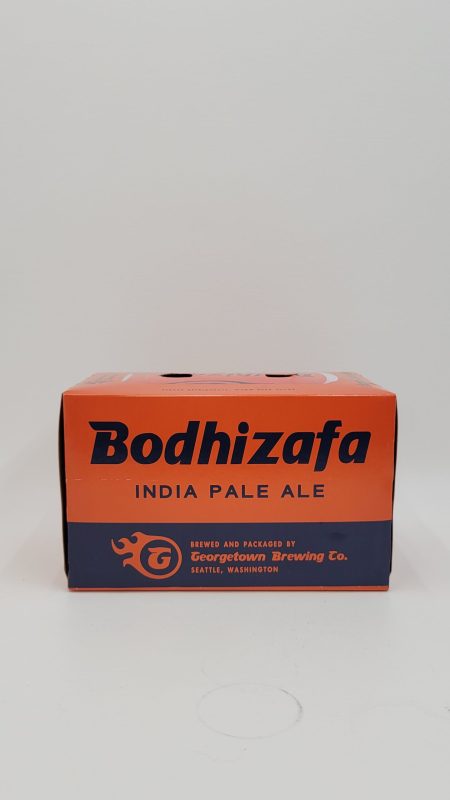 Bodhizafa
INDIA PALE ALE
G
BREWED AND PACKAGED BY
Georgetown Brewing Co.
SEATTLE, WASHINGTON